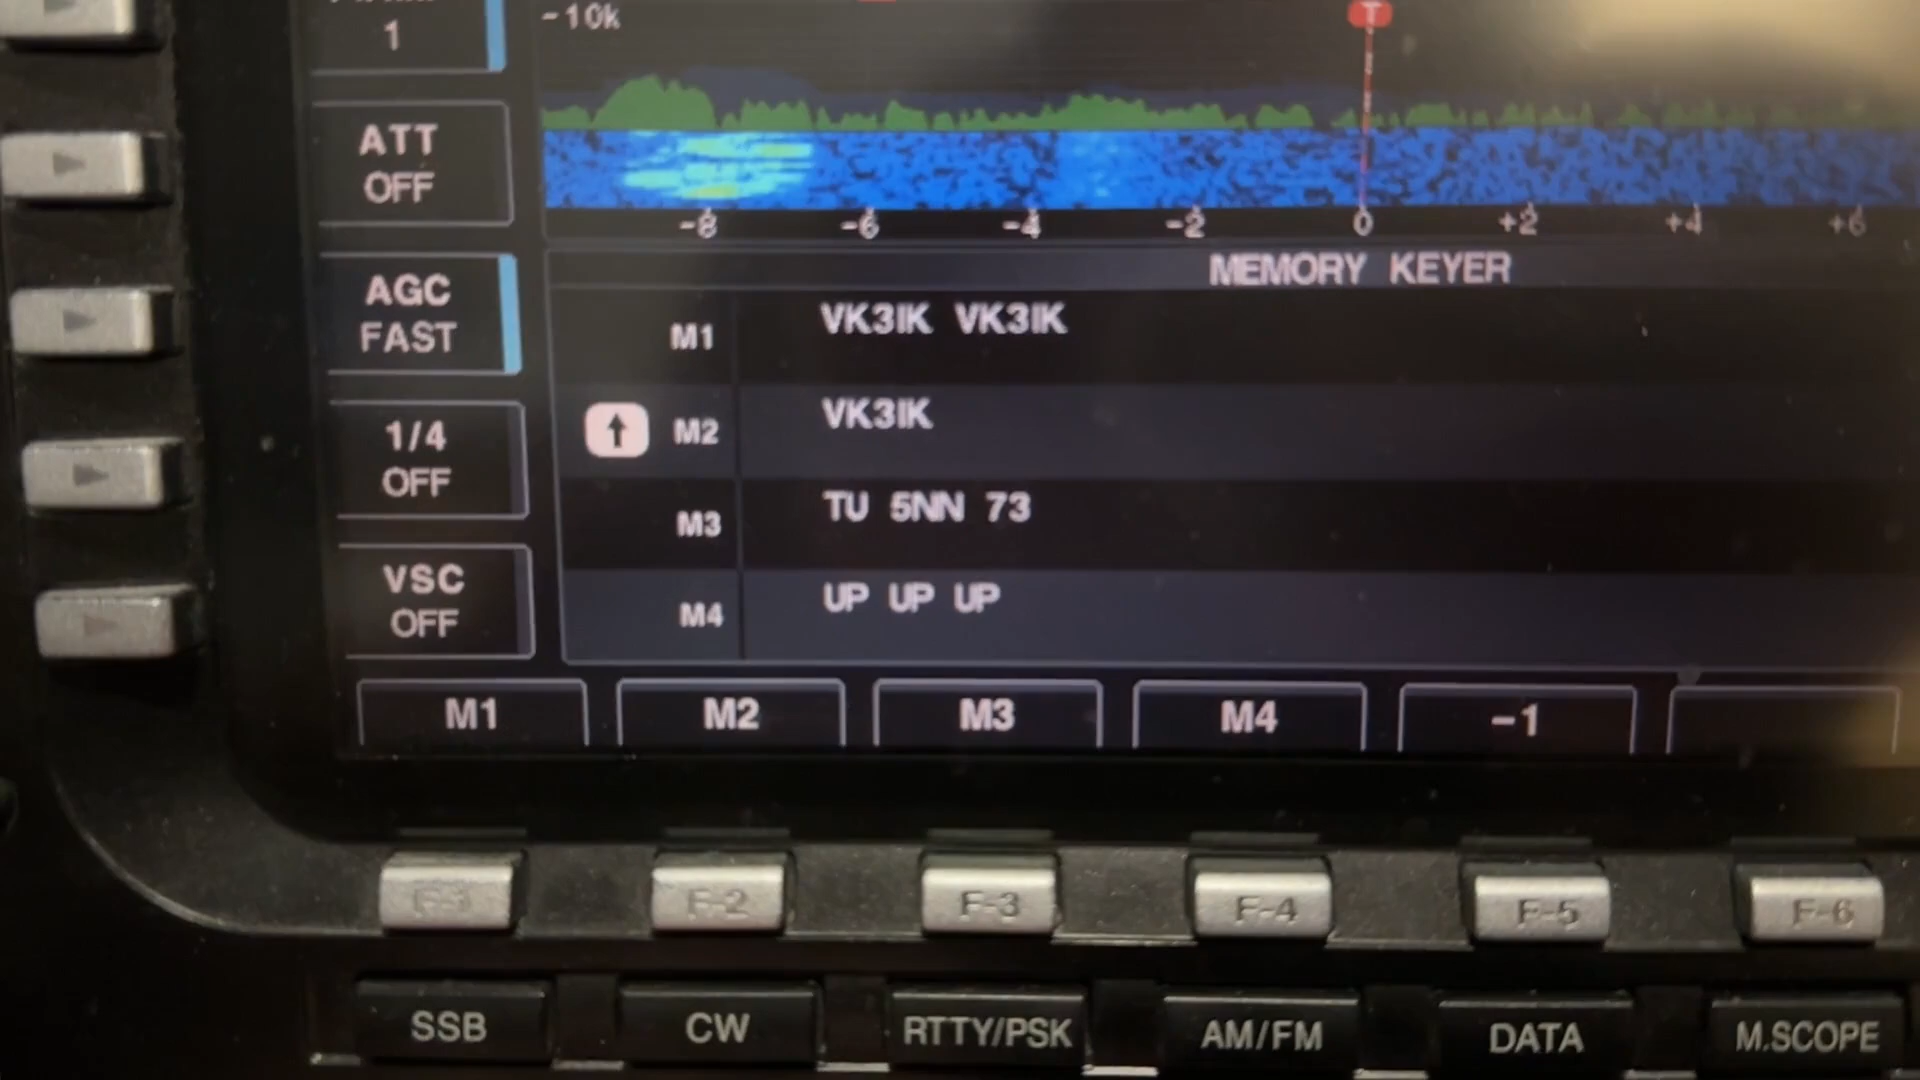 1
-10k
T
ATT
OFF
-8 -6 -4 -2 0 +2 +4 +6
MEMORY KEYER
AGC
FAST
M1 VK3IK VK3IK
1/4
OFF
M2 VK3IK
M3 TU 5NN 73
VSC
OFF
M4 UP UP UP
M1 M2 M3 M4 -1
F-1 F-2 F-3 F-4 F-5 F-6
SSB CW RTTY/PSK AM/FM DATA M.SCOPE